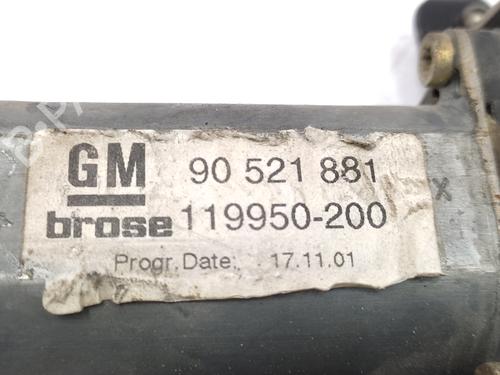 GM 90 521 881
brose 119950-200
Progr. Date. 17.11.01
x